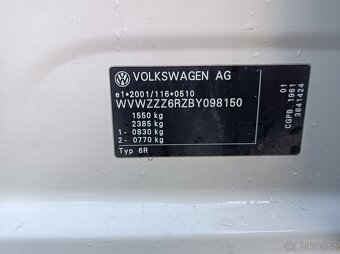 VOLKSWAGEN AG
e1*2001/116*0510
WVWZZZ6RZBY098150
1550 kg
2385 kg
1- 0830 kg
2- 0770 kg
Typ 6R
01
CGPB 1961
3841424